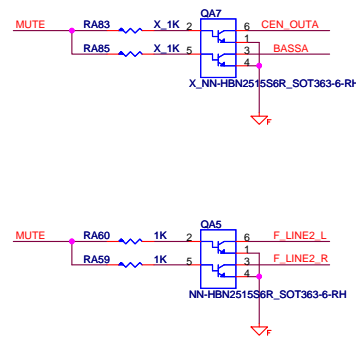 QA7
MUTE RA83 X_1K 2 6 CEN_OUTA
1
RA85 X_1K 5 3 BASSA
4
X_NN-HBN2515S6R_SOT363-6-RH
F
QA5
MUTE RA60 1K 2 6 F_LINE2_L
1
RA59 1K 5 3 F_LINE2_R
4
NN-HBN2515S6R_SOT363-6-RH
F